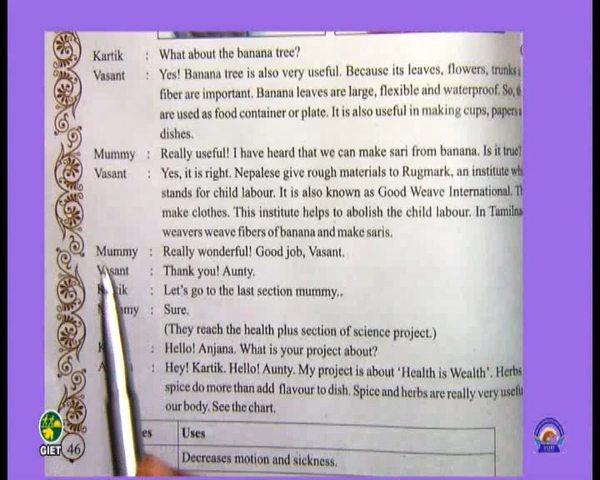 Kartik : What about the banana tree?
Vasant : Yes! Banana tree is also very useful. Because its leaves, flowers, trunks
fiber are important. Banana leaves are large, flexible and waterproof. So,
are used as food container or plate. It is also useful in making cups, papers
dishes.
Mummy : Really useful! I have heard that we can make sari from banana. Is it true?
Vasant : Yes, it is right. Nepalese give rough materials to Rugmark, an institute
stands for child labour. It is also known as Good Weave International.
make clothes. This institute helps to abolish the child labour. In
weavers weave fibers of banana and make saris.
Mummy : Really wonderful! Good job, Vasant.
Vasant : Thank you! Aunty.
: Let's go to the last section mummy..
: Sure.
(They reach the health plus section of science project.)
: Hello! Anjana. What is your project about?
: Hey! Kartik. Hello! Aunty. My project is about 'Health is Wealth'. Herbs
spice do more than add flavour to dish. Spice and herbs are really very
our body. See the chart.
Uses
Decreases motion and sickness.
GIET 46